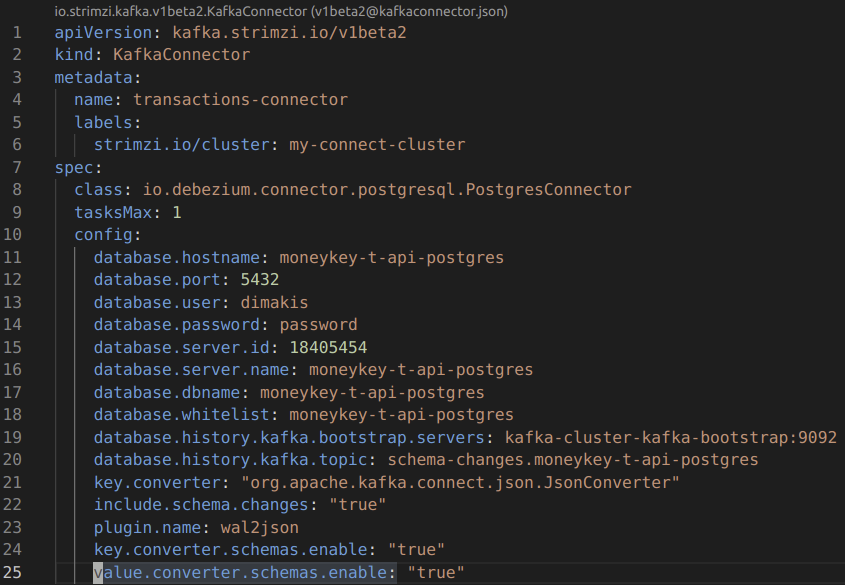 io.strimzi.kafka.v1beta2.KafkaConnector (v1beta2@kafkaconnector.json)
1 apiVersion: kafka.strimzi.io/v1beta2
2 kind: KafkaConnector
3 metadata:
4   name: transactions-connector
5   labels:
6     strimzi.io/cluster: my-connect-cluster
7 spec:
8   class: io.debezium.connector.postgresql.PostgresConnector
9   tasksMax: 1
10   config:
11     database.hostname: moneykey-t-api-postgres
12     database.port: 5432
13     database.user: dimakis
14     database.password: password
15     database.server.id: 18405454
16     database.server.name: moneykey-t-api-postgres
17     database.dbname: moneykey-t-api-postgres
18     database.whitelist: moneykey-t-api-postgres
19     database.history.kafka.bootstrap.servers: kafka-cluster-kafka-bootstrap:9092
20     database.history.kafka.topic: schema-changes.moneykey-t-api-postgres
21     key.converter: "org.apache.kafka.connect.json.JsonConverter"
22     include.schema.changes: "true"
23     plugin.name: wal2json
24     key.converter.schemas.enable: "true"
25     value.converter.schemas.enable: "true"